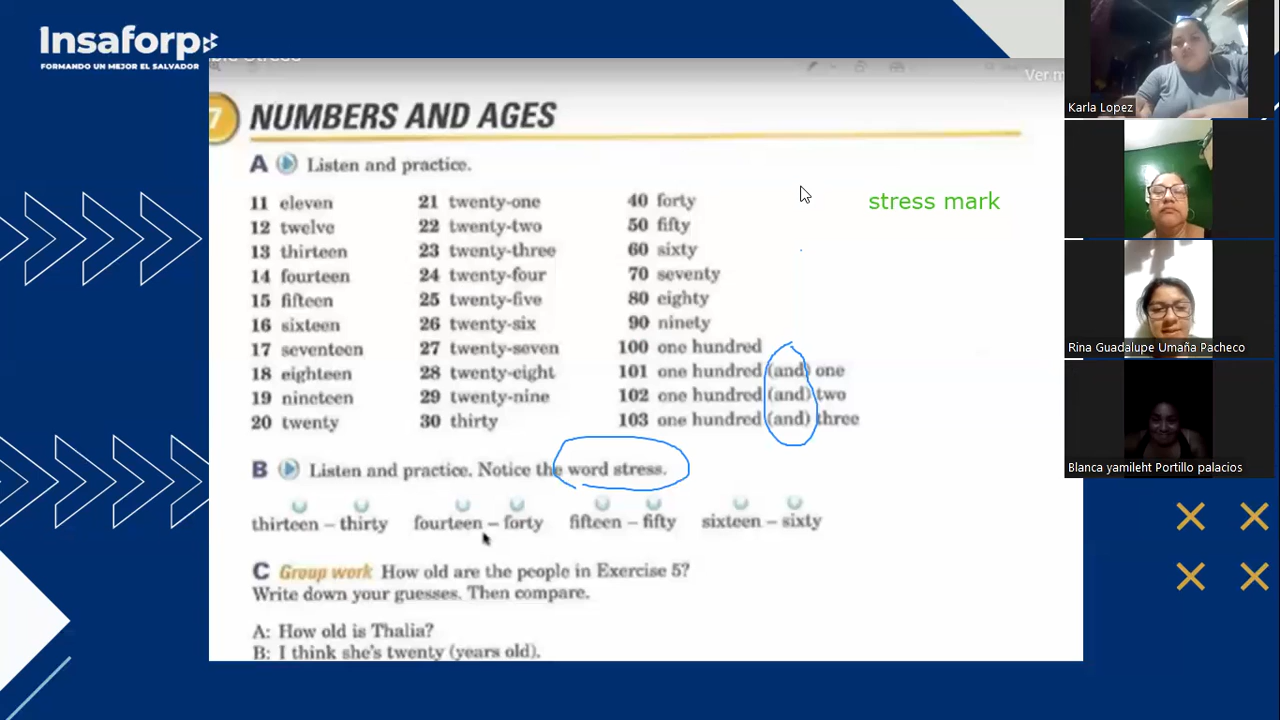 Insaforp
FORMANDO UN MEJOR EL SALVADOR
Stress
Ver m
7 NUMBERS AND AGES
A Listen and practice.
11 eleven 21 twenty-one 40 forty
12 twelve 22 twenty-two 50 fifty
13 thirteen 23 twenty-three 60 sixty
14 fourteen 24 twenty-four 70 seventy
15 fifteen 25 twenty-five 80 eighty
16 sixteen 26 twenty-six 90 ninety
17 seventeen 27 twenty-seven 100 one hundred
18 eighteen 28 twenty-eight 101 one hundred (and) one
19 nineteen 29 twenty-nine 102 one hundred (and) two
20 twenty 30 thirty 103 one hundred (and) three
stress mark
B Listen and practice. Notice the word stress.
thirteen – thirty fourteen – forty fifteen – fifty sixteen – sixty
C Group work How old are the people in Exercise 5?
Write down your guesses. Then compare.
A: How old is Thalia?
B: I think she's twenty (years old).
Karla Lopez
Rina Guadalupe Umaña Pacheco
Blanca yamileht Portillo palacios